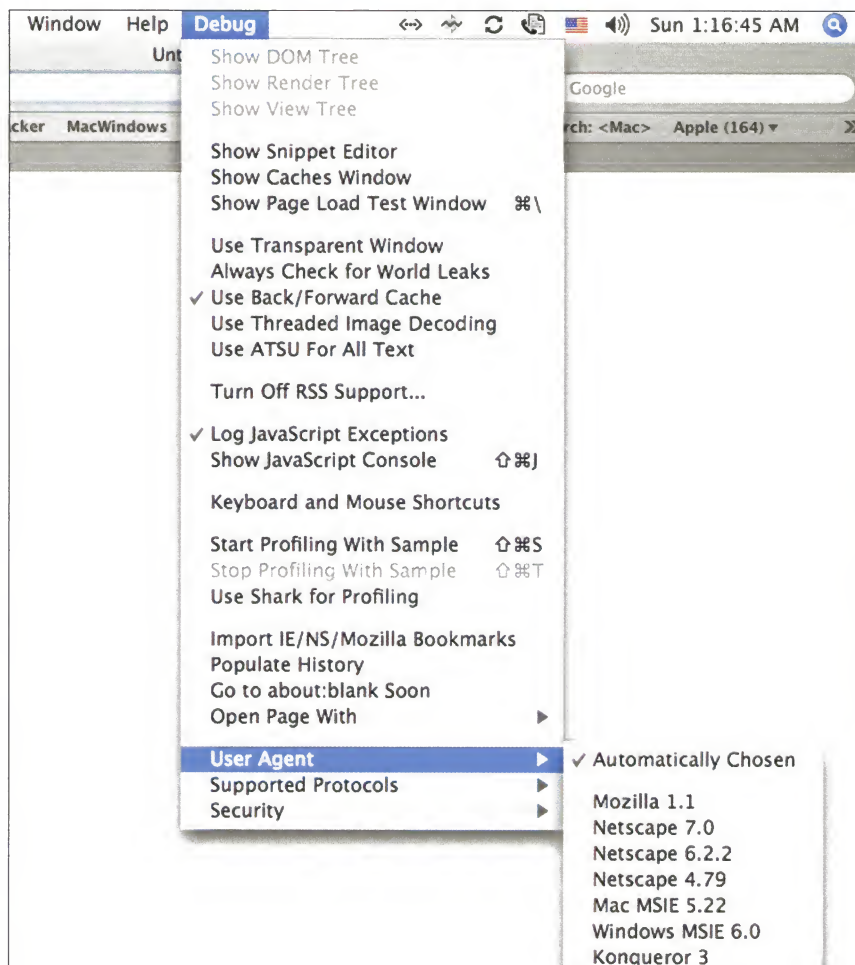 Window Help Debug Sun 1:16:45 AM
Unt
Google
cker MacWindows rch: <Mac> Apple (164) ▾ »
Show DOM Tree
Show Render Tree
Show View Tree
Show Snippet Editor
Show Caches Window
Show Page Load Test Window ⌘\
Use Transparent Window
Always Check for World Leaks
✓ Use Back/Forward Cache
Use Threaded Image Decoding
Use ATSU For All Text
Turn Off RSS Support...
✓ Log JavaScript Exceptions
Show JavaScript Console ⇧⌘J
Keyboard and Mouse Shortcuts
Start Profiling With Sample ⇧⌘S
Stop Profiling With Sample ⇧⌘T
Use Shark for Profiling
Import IE/NS/Mozilla Bookmarks
Populate History
Go to about:blank Soon
Open Page With ▶
User Agent ▶
Supported Protocols ▶
Security ▶
✓ Automatically Chosen
Mozilla 1.1
Netscape 7.0
Netscape 6.2.2
Netscape 4.79
Mac MSIE 5.22
Windows MSIE 6.0
Konqueror 3